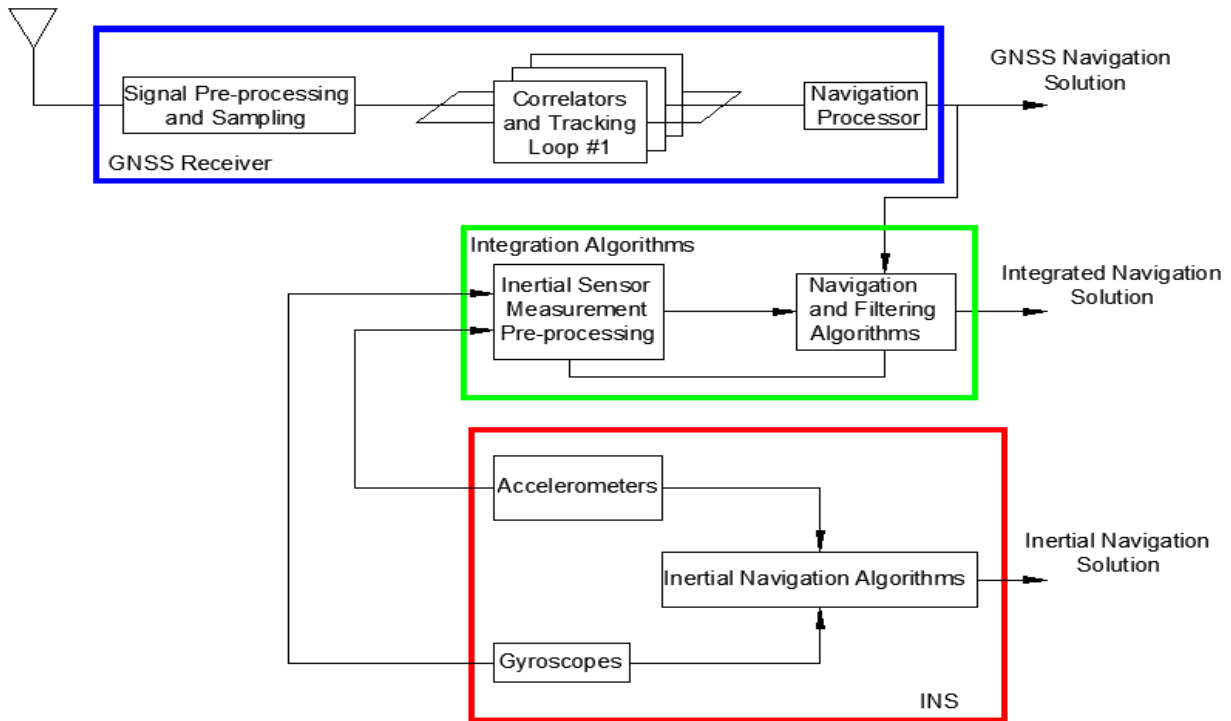 GNSS Navigation
Solution
Signal Pre-processing
and Sampling
Correlators
and Tracking
Loop #1
Navigation
Processor
GNSS Receiver
Integration Algorithms
Inertial Sensor
Measurement
Pre-processing
Navigation
and Filtering
Algorithms
Integrated Navigation
Solution
Accelerometers
Inertial Navigation Algorithms
Inertial Navigation
Solution
Gyroscopes
INS